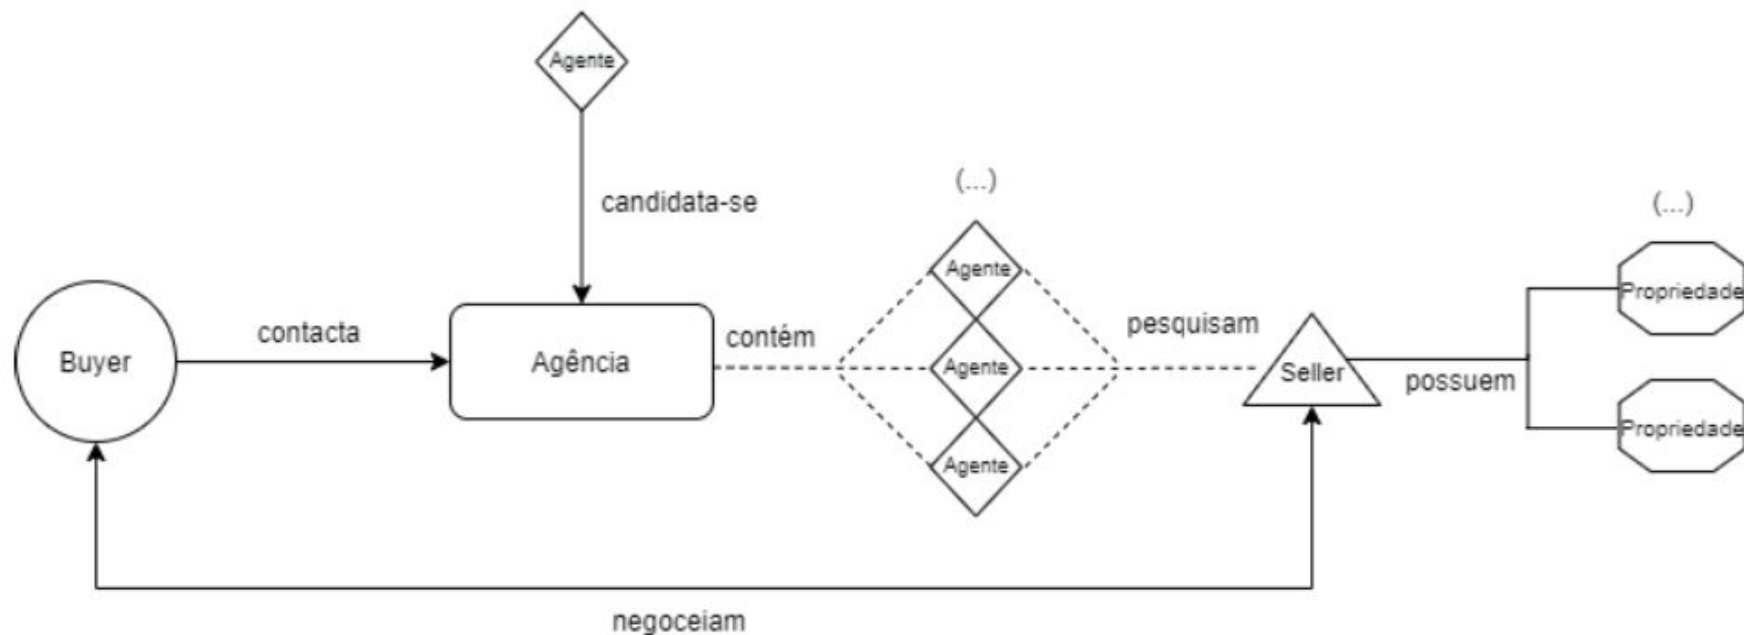 Agente
candidata-se
(...)
(...)
Agente
Propriedade
contacta
contém
pesquisam
Buyer
Agência
Agente
Seller
possuem
Propriedade
Agente
negoceiam